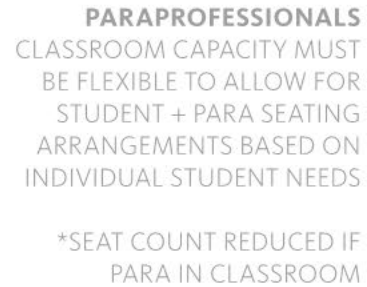 PARAPROFESSIONALS
CLASSROOM CAPACITY MUST
BE FLEXIBLE TO ALLOW FOR
STUDENT + PARA SEATING
ARRANGEMENTS BASED ON
INDIVIDUAL STUDENT NEEDS
*SEAT COUNT REDUCED IF
PARA IN CLASSROOM